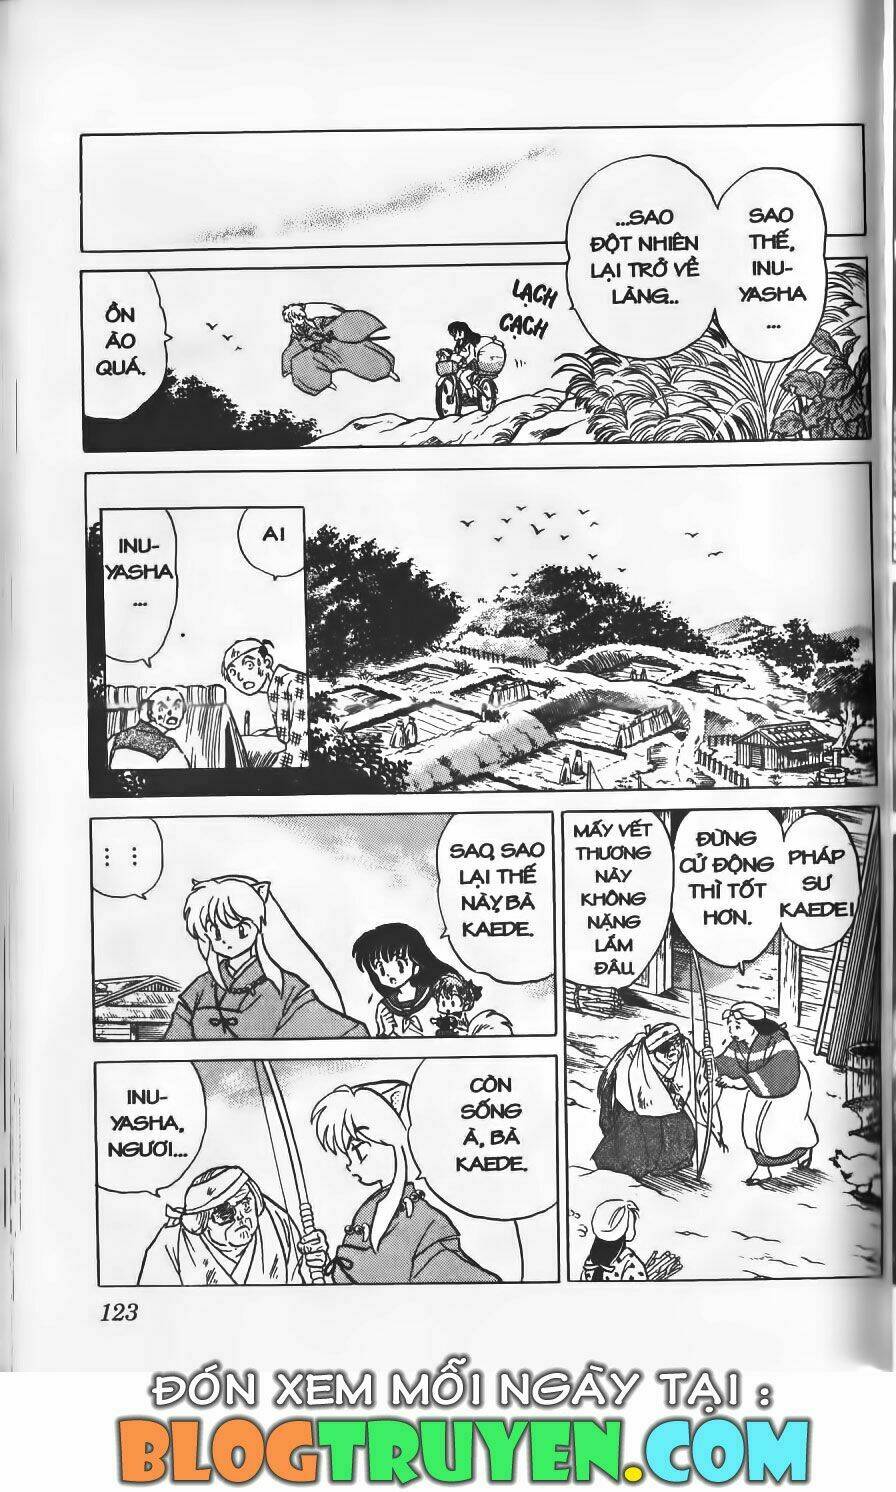 SAO
THẾ,
INU-
YASHA
...
...SAO
ĐỘT NHIÊN
LẠI TRỞ VỀ
LÀNG...
LẠCH
CẠCH
ỒN
ÀO
QUÁ.
A!
INU-
YASHA
...
PHÁP
SƯ
KAEDE!
ĐỪNG
CỬ ĐỘNG
THÌ TỐT
HƠN.
MẤY VẾT
THƯƠNG
NÀY
KHÔNG
NẶNG
LẮM
ĐÂU.
SAO, SAO
LẠI THẾ
NÀY, BÀ
KAEDE.
... ...
CÒN
SỐNG
À, BÀ
KAEDE.
INU-
YASHA,
NGƯƠI...
123
ĐÓN XEM MỖI NGÀY TẠI :
BLOGTRUYEN.COM